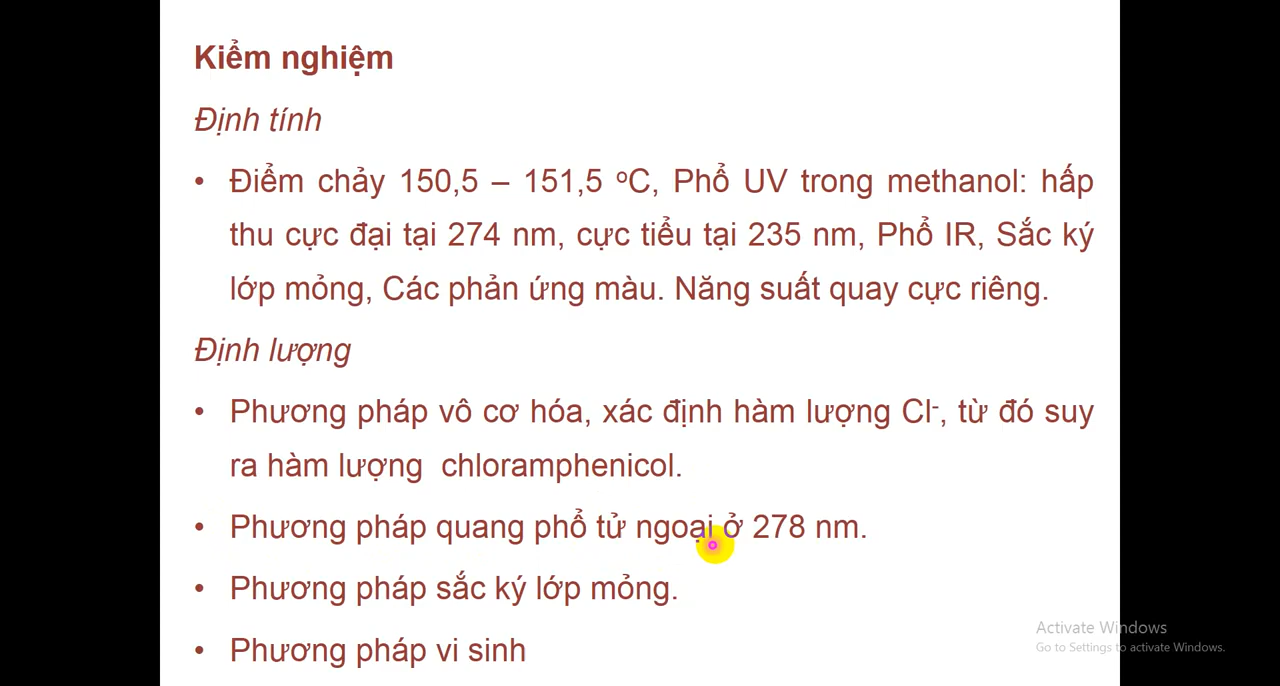 Kiểm nghiệm
Định tính
• Điểm chảy 150,5 – 151,5 ºC, Phổ UV trong methanol: hấp
thu cực đại tại 274 nm, cực tiểu tại 235 nm, Phổ IR, Sắc ký
lớp mỏng, Các phản ứng màu. Năng suất quay cực riêng.
Định lượng
• Phương pháp vô cơ hóa, xác định hàm lượng Cl⁻, từ đó suy
ra hàm lượng chloramphenicol.
• Phương pháp quang phổ tử ngoại ở 278 nm.
• Phương pháp sắc ký lớp mỏng.
Activate Windows
Go to Settings to activate Windows.
• Phương pháp vi sinh